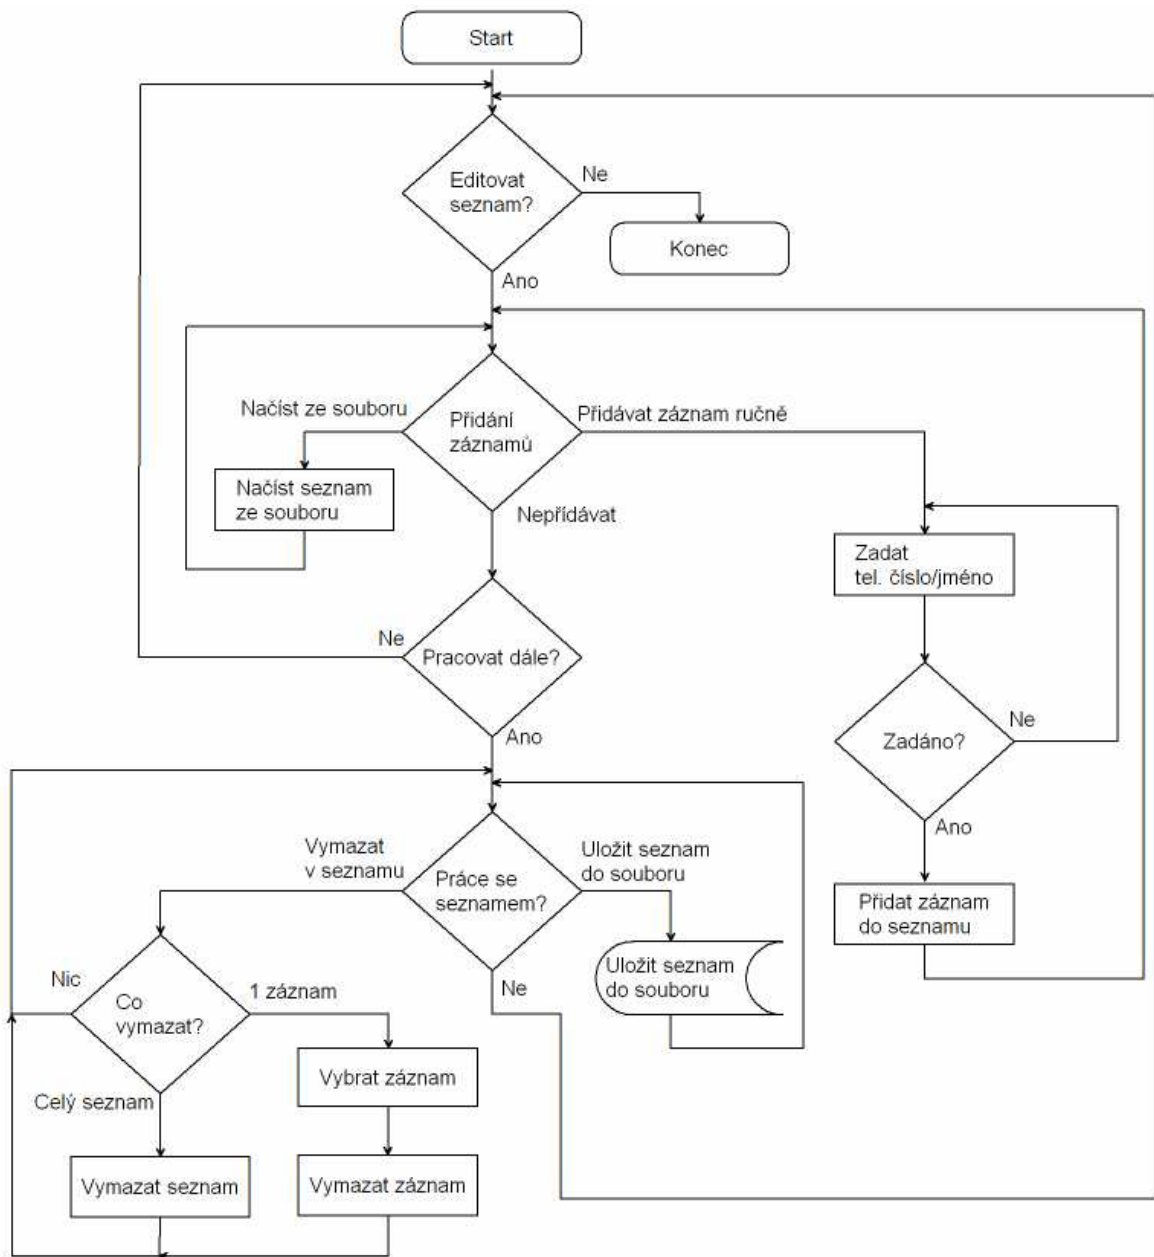 Start
Editovat
seznam?
Ne
Konec
Ano
Načíst ze souboru
Přidání
záznamů
Přidávat záznam ručně
Načíst seznam
ze souboru
Nepřídávat
Zadat
tel. číslo/jméno
Ne
Pracovat dále?
Ano
Zadáno?
Ne
Ano
Vymazat
v seznamu
Práce se
seznamem?
Uložit seznam
do souboru
Přidat záznam
do seznamu
Uložit seznam
do souboru
Ne
Nic
Co
vymazat?
1 záznam
Vybrat záznam
Celý seznam
Vymazat seznam
Vymazat záznam